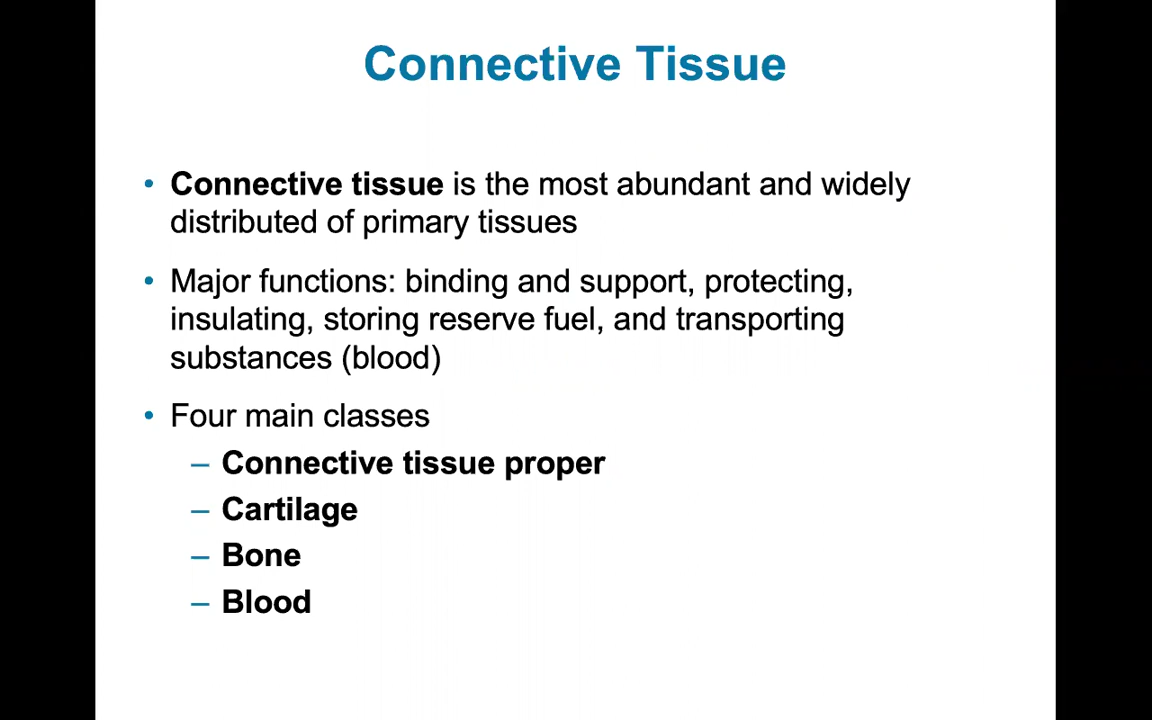 Connective Tissue
• Connective tissue is the most abundant and widely
distributed of primary tissues
• Major functions: binding and support, protecting,
insulating, storing reserve fuel, and transporting
substances (blood)
• Four main classes
– Connective tissue proper
– Cartilage
– Bone
– Blood